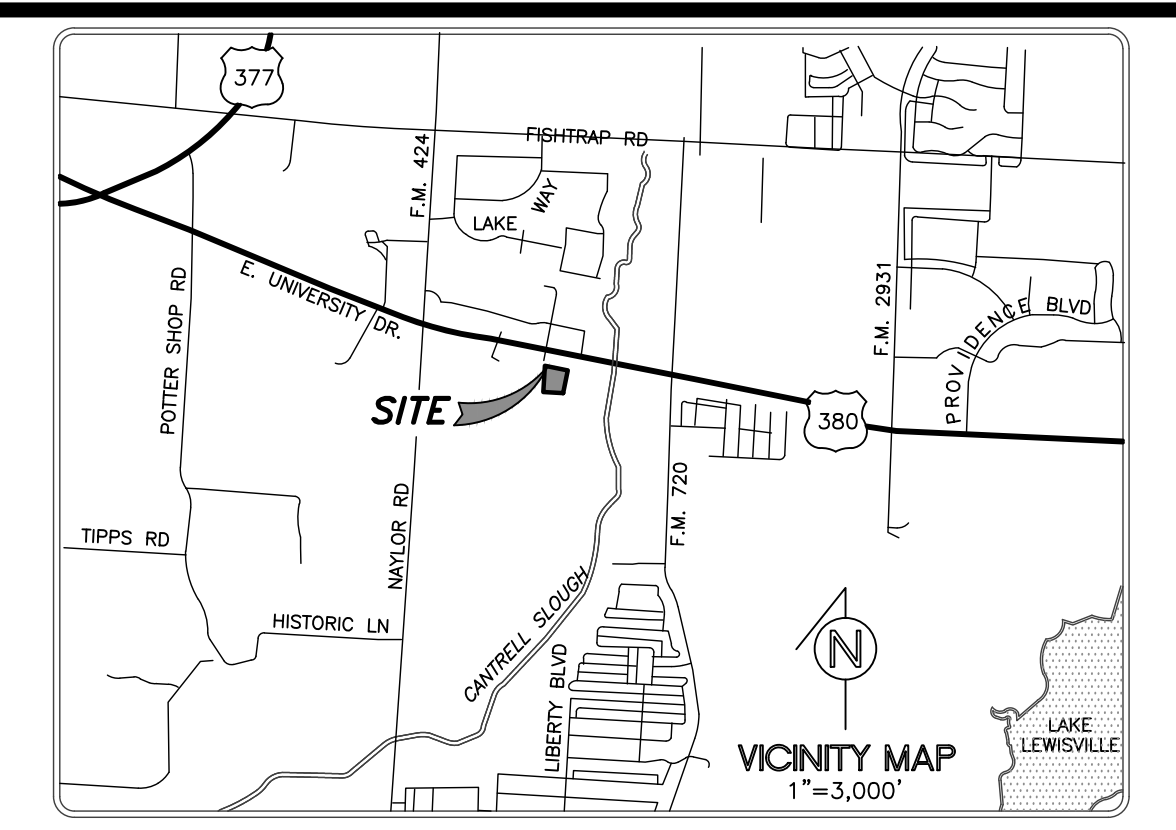 377
FISHTRAP RD
F.M. 424
LAKE WAY
E. UNIVERSITY DR.
POTTER SHOP RD
F.M. 2931
PROVIDENCE BLVD
SITE
380
F.M. 720
NAYLOR RD
TIPPS RD
HISTORIC LN
CANTRELL SLOUGH
LIBERTY BLVD
N
LAKE
LEWISVILLE
VICINITY MAP
1"=3,000'